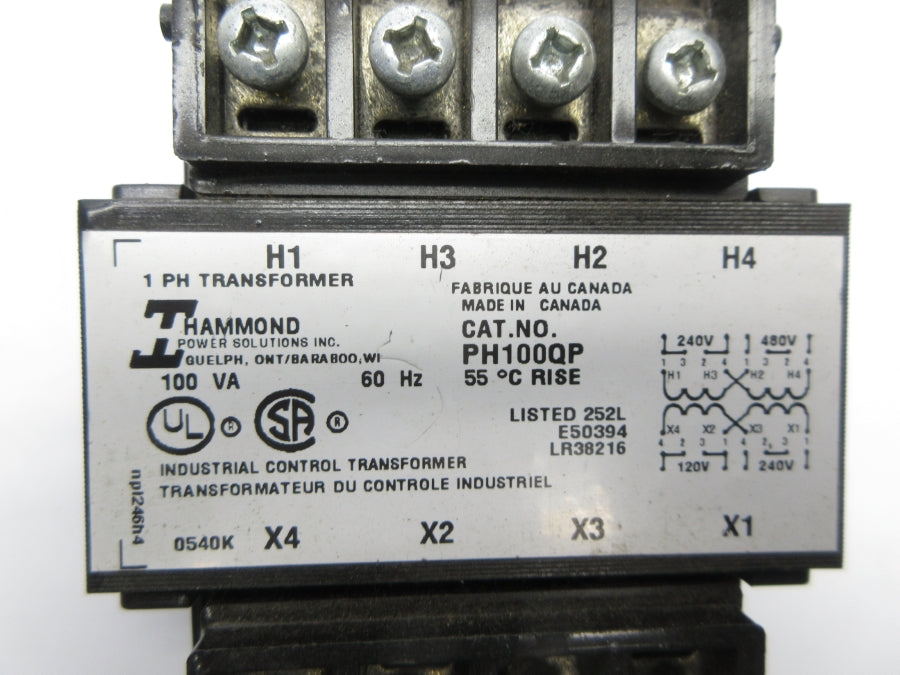 H1 H3 H2 H4
1 PH TRANSFORMER
HAMMOND
POWER SOLUTIONS INC.
GUELPH, ONT/BARABOO, WI
100 VA 60 Hz
UL ® SA ®
INDUSTRIAL CONTROL TRANSFORMER
TRANSFORMATEUR DU CONTROLE INDUSTRIEL
npl246h4
0540K
FABRIQUE AU CANADA
MADE IN CANADA
CAT.NO.
PH100QP
55 °C RISE
LISTED 252L
E50394
LR38216
240V 480V
1 3 2 4 1 3 2 4
H1 H3 H2 H4
X4 X2 X3 X1
4 2 3 1 4 2 3 1
120V 240V
X4 X2 X3 X1